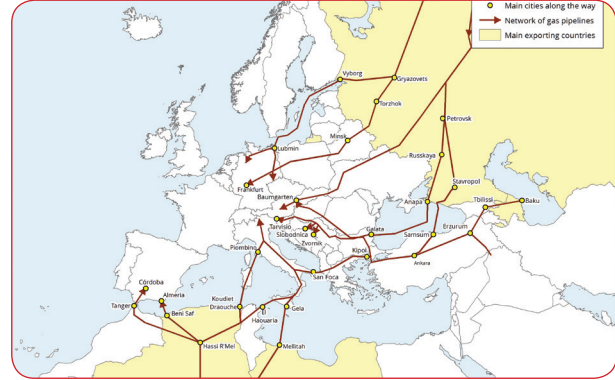 Main cities along the way
Network of gas pipelines
Main exporting countries
Vyborg
Gryazovets
Torzhok
Petrovsk
Minsk
Lubmin
Russkaya
Frankfurt
Stavropol
Baumgarten
Anapa
Tbilissi
Baku
Tarvisio
Slobodnica
Galata
Samsun
Erzurum
Zvornik
Piombino
Kipoi
Ankara
San Foca
Córdoba
Almeria
Koudiet
Draouche
Tanger
Beni Saf
Haouaria
Gela
Hassi R'Mel
Mellitah